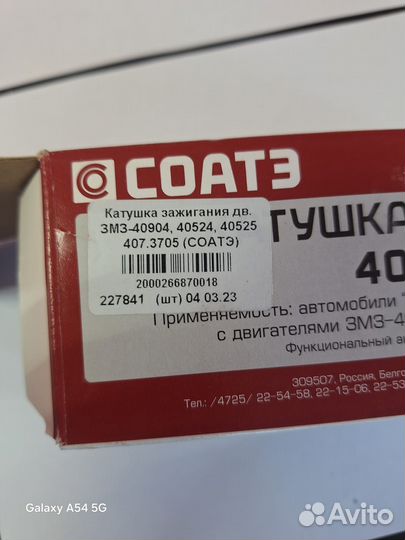 СОАТЭ
Катушка зажигания дв.
ЗМЗ-40904, 40524, 40525
407.3705 (СОАТЭ)
2000266870018
227841 (шт) 04 03.23
ТУШКА
40
Применяемость: автомобили
с двигателями ЗМЗ-4
Функциональный а
309507, Россия, Белго
Тел.: /4725/ 22-54-58, 22-15-06, 22-53
Galaxy A54 5G
Avito